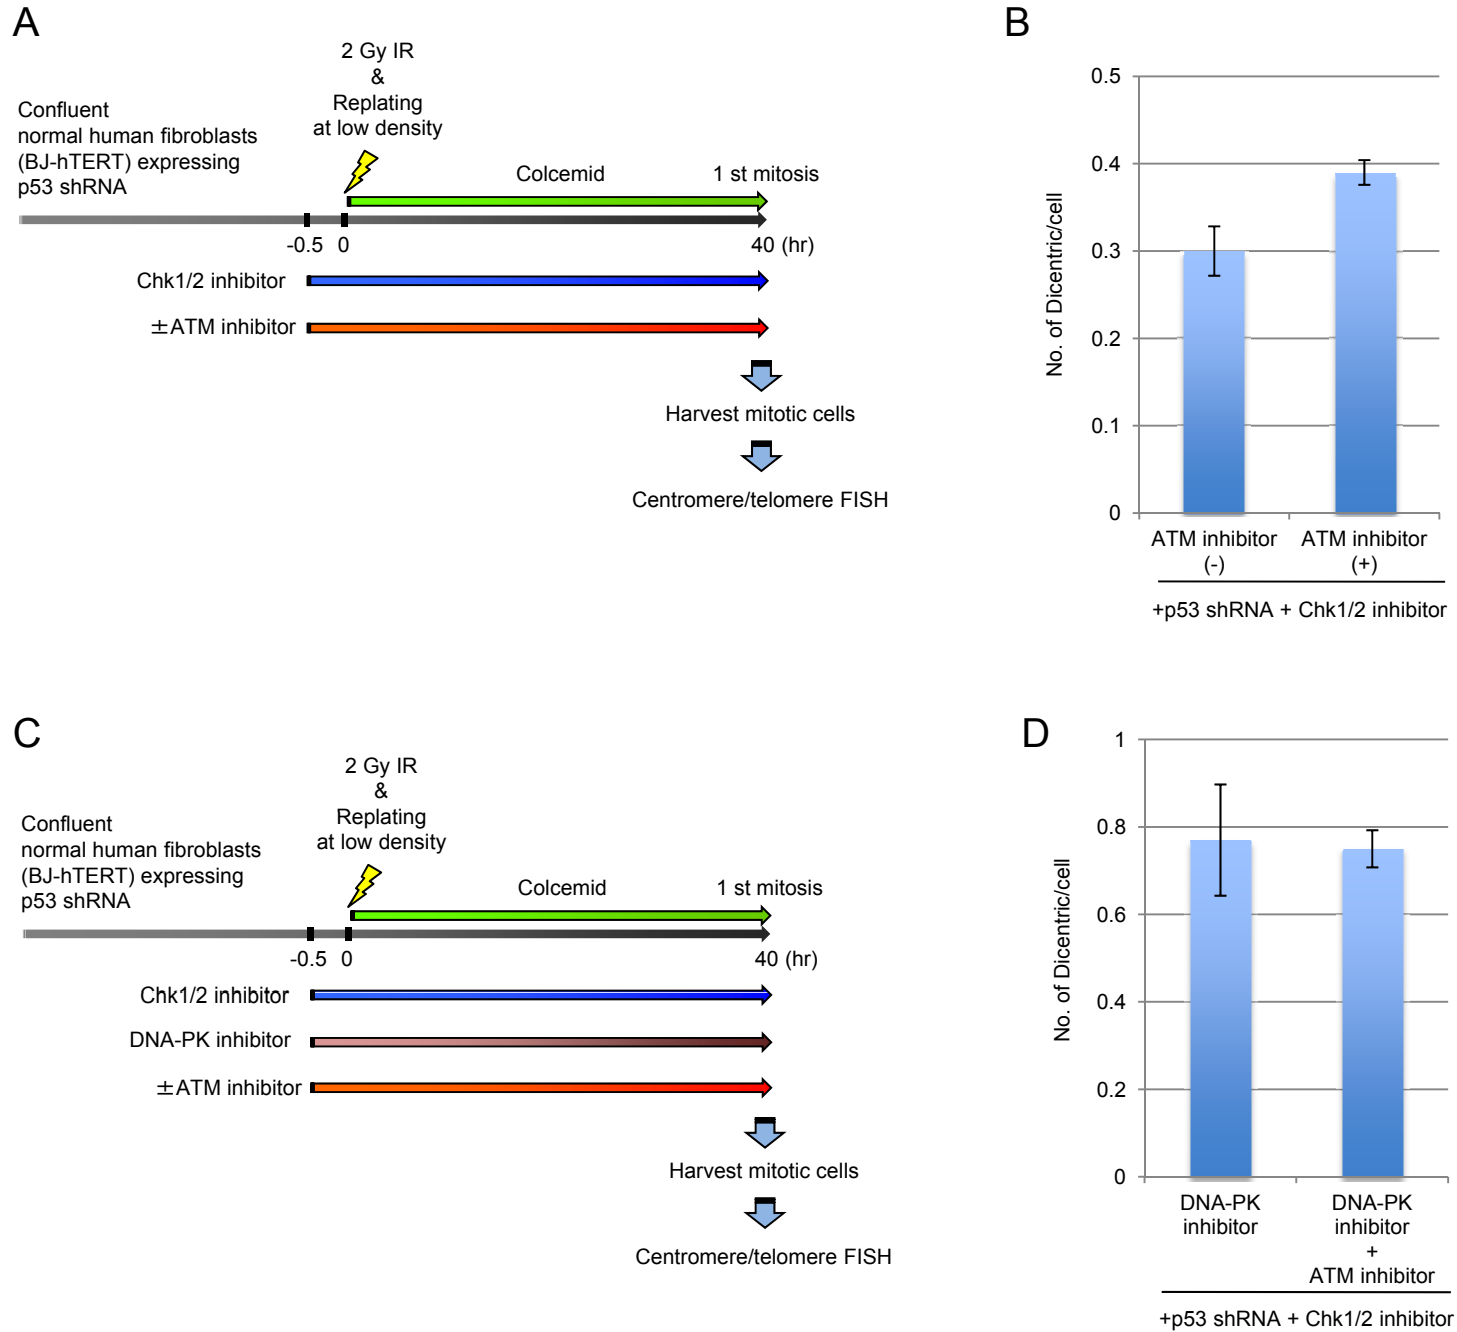 A
2 Gy IR
&
Replating
at low density
Confluent
normal human fibroblasts
(BJ-hTERT) expressing
p53 shRNA
Colcemid
1 st mitosis
-0.5
0
40 (hr)
Chk1/2 inhibitor
±ATM inhibitor
Harvest mitotic cells
Centromere/telomere FISH
B
No. of Dicentric/cell
0.5
0.4
0.3
0.2
0.1
0
ATM inhibitor
(-)
ATM inhibitor
(+)
+p53 shRNA + Chk1/2 inhibitor
C
2 Gy IR
&
Replating
at low density
Confluent
normal human fibroblasts
(BJ-hTERT) expressing
p53 shRNA
Colcemid
1 st mitosis
-0.5
0
40 (hr)
Chk1/2 inhibitor
DNA-PK inhibitor
±ATM inhibitor
Harvest mitotic cells
Centromere/telomere FISH
D
No. of Dicentric/cell
1
0.8
0.6
0.4
0.2
0
DNA-PK
inhibitor
DNA-PK
inhibitor
+
ATM inhibitor
+p53 shRNA + Chk1/2 inhibitor